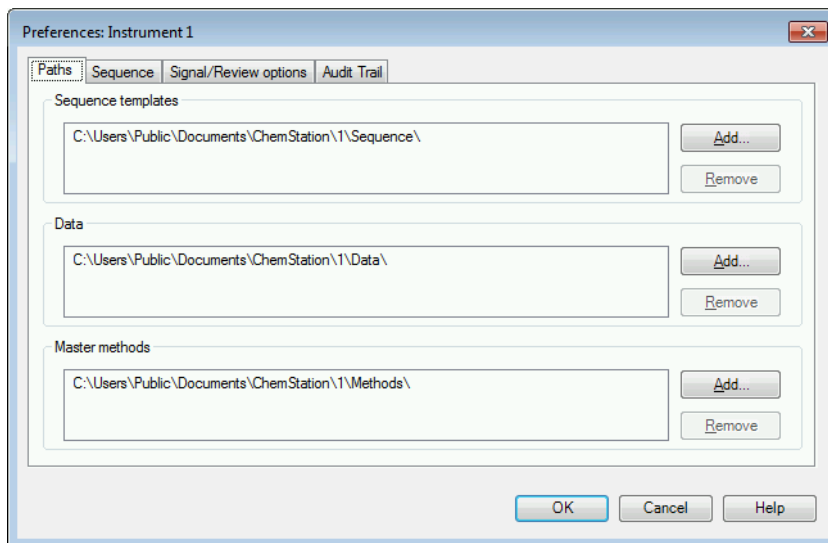 Preferences: Instrument 1
Paths
Sequence
Signal/Review options
Audit Trail
Sequence templates
C:\Users\Public\Documents\ChemStation\1\Sequence\
Add...
Remove
Data
C:\Users\Public\Documents\ChemStation\1\Data\
Add...
Remove
Master methods
C:\Users\Public\Documents\ChemStation\1\Methods\
Add...
Remove
OK
Cancel
Help